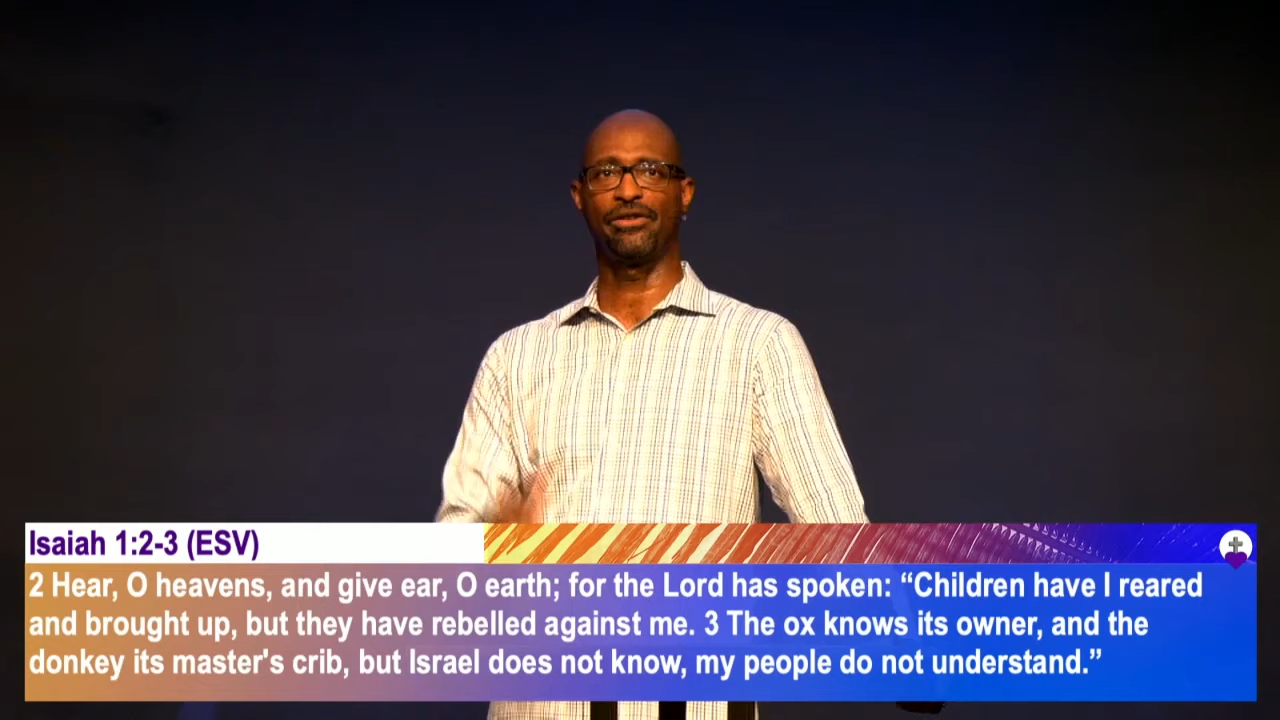 Isaiah 1:2-3 (ESV)
2 Hear, O heavens, and give ear, O earth; for the Lord has spoken: “Children have I reared
and brought up, but they have rebelled against me. 3 The ox knows its owner, and the
donkey its master's crib, but Israel does not know, my people do not understand.”